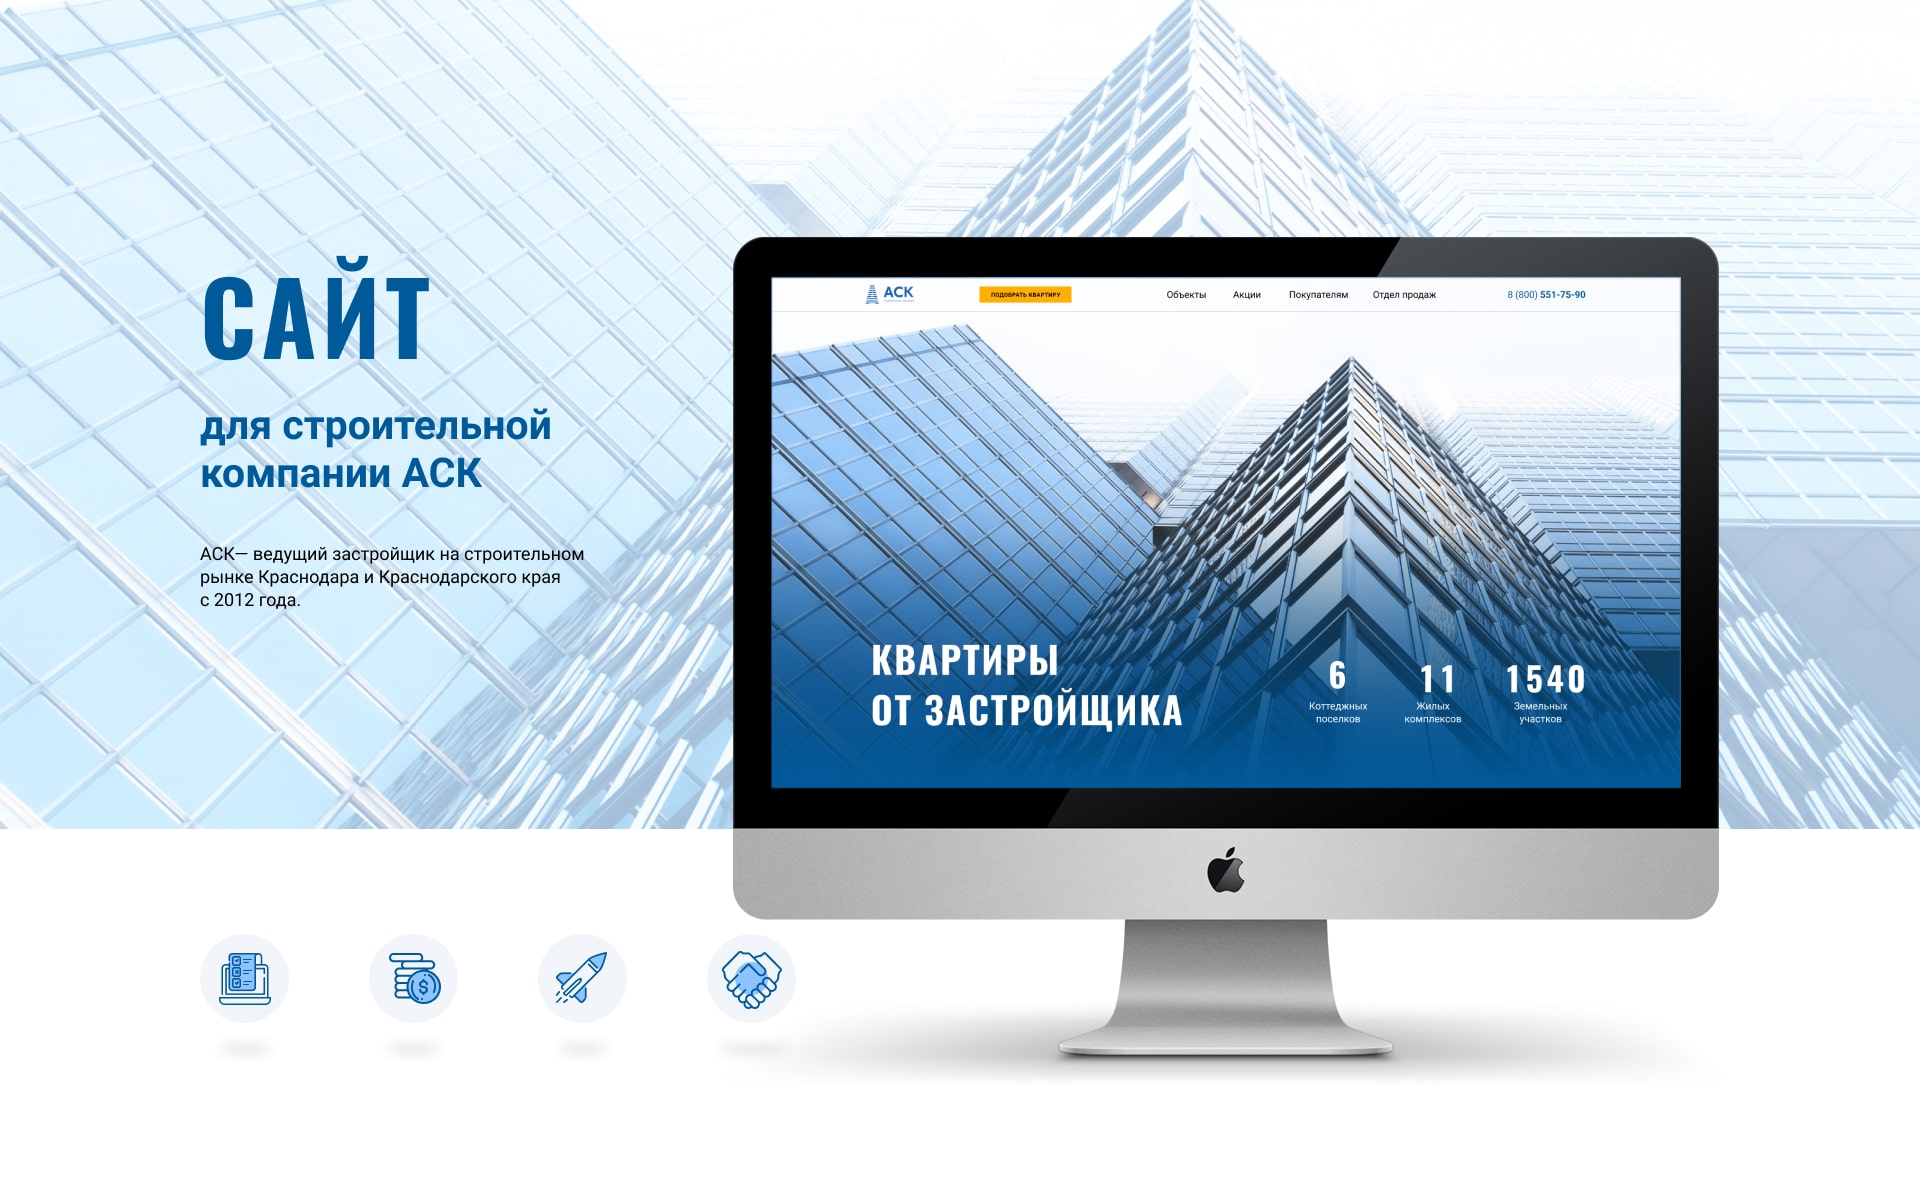 САЙТ
для строительной
компании АСК
АСК— ведущий застройщик на строительном
рынке Краснодара и Краснодарского края
с 2012 года.
АСК
ПОДОБРАТЬ КВАРТИРУ
Объекты
Акции
Покупателям
Отдел продаж
8 (800) 551-75-90
КВАРТИРЫ
ОТ ЗАСТРОЙЩИКА
6
Коттеджных
поселков
11
Жилых
комплексов
1540
Земельных
участков